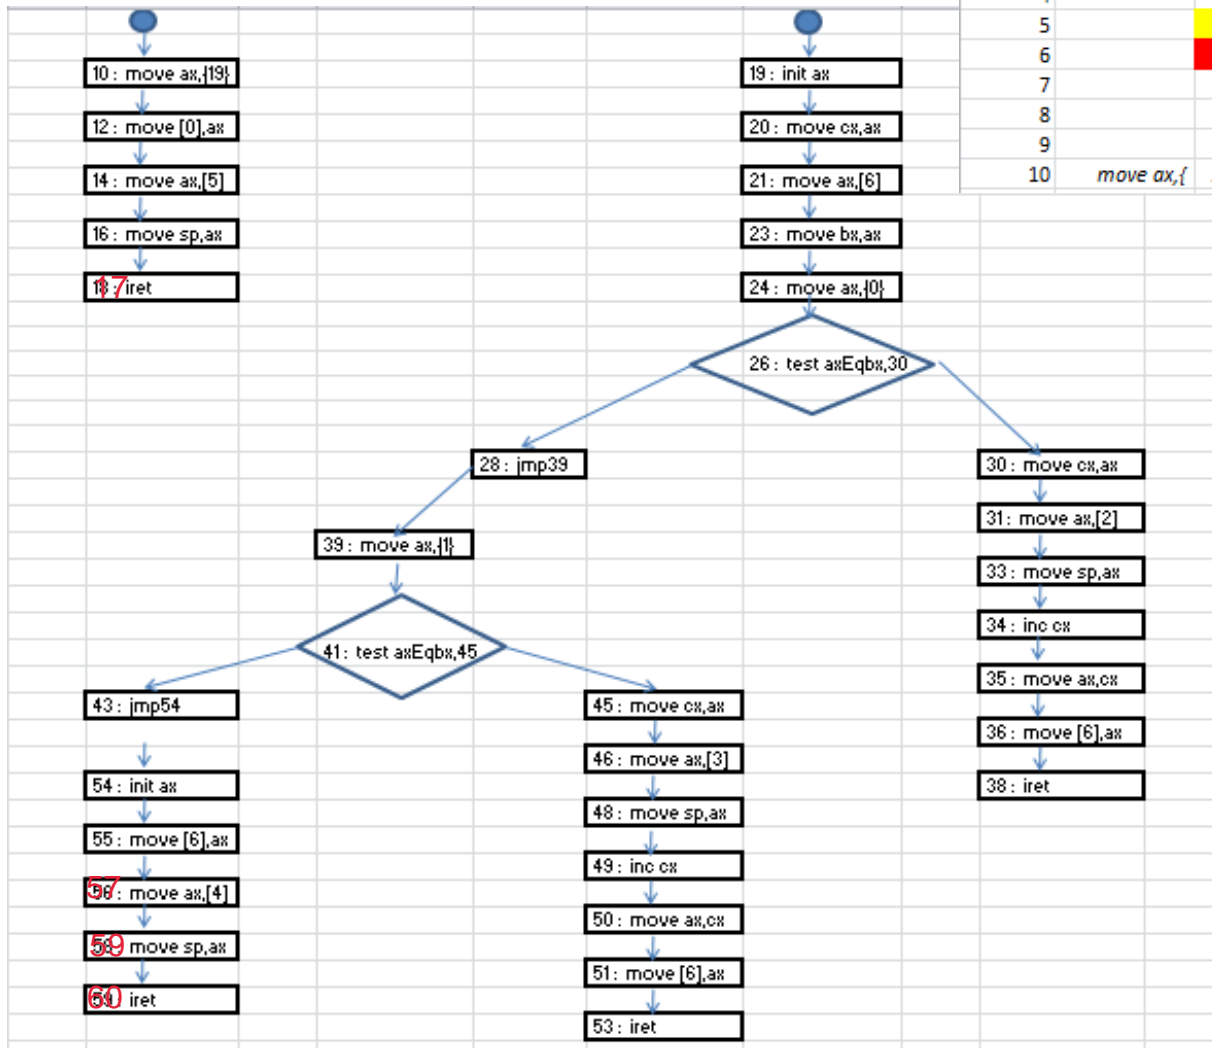 10 : move ax,{19}
12 : move [0],ax
14 : move ax,[5]
16 : move sp,ax
17 : iret
19 : init ax
20 : move cx,ax
21 : move ax,[6]
23 : move bx,ax
24 : move ax,{0}
26 : test axEqbx,30
28 : jmp39
39 : move ax,{1}
41 : test axEqbx,45
43 : jmp54
54 : init ax
55 : move [6],ax
57 : move ax,[4]
59 move sp,ax
60 iret
45 : move cx,ax
46 : move ax,[3]
48 : move sp,ax
49 : inc cx
50 : move ax,cx
51 : move [6],ax
53 : iret
30 : move cx,ax
31 : move ax,[2]
33 : move sp,ax
34 : inc cx
35 : move ax,cx
36 : move [6],ax
38 : iret
5
6
7
8
9
10 move ax,{